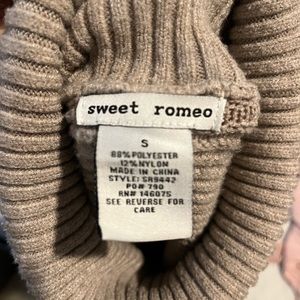 sweet romeo
S
88% POLYESTER
12% NYLON
MADE IN CHINA
STYLE: SR9442
PO# 790
RN# 146075
SEE REVERSE FOR
CARE